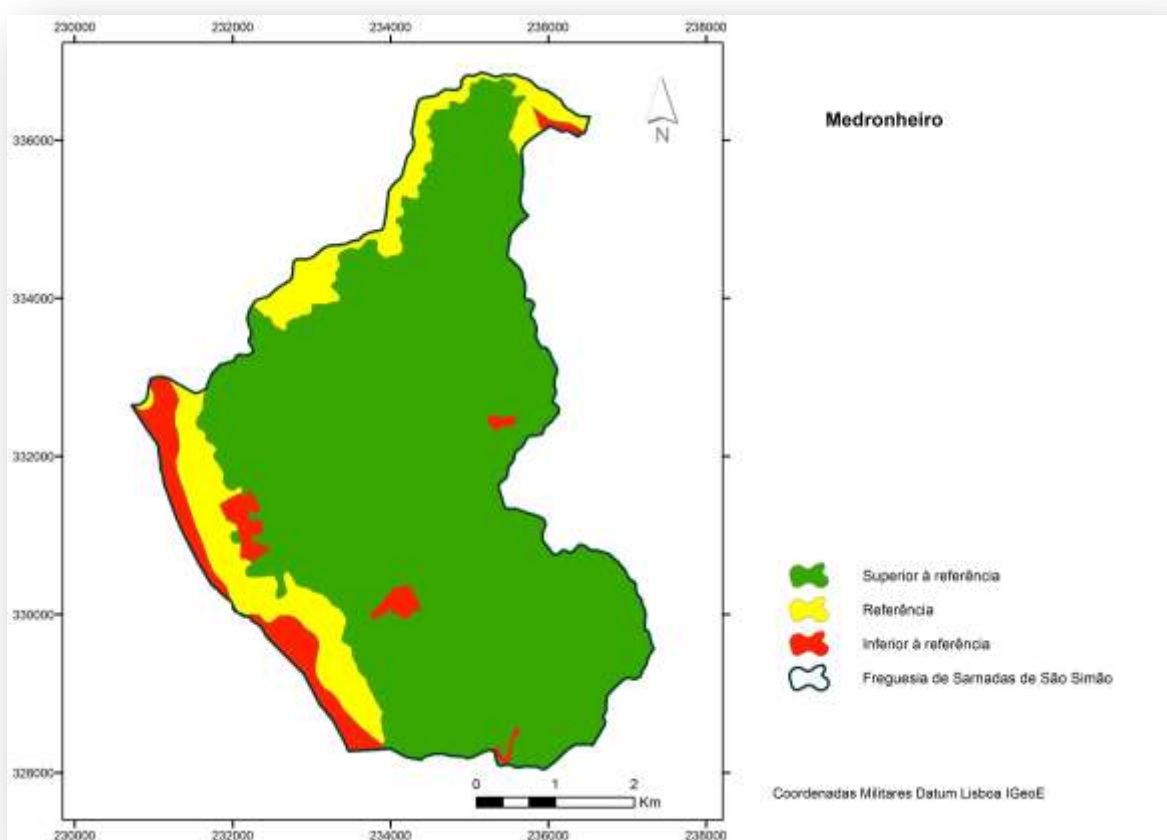 230000 232000 234000 236000 238000
336000
334000
332000
330000
328000
N
Medronheiro
Superior à referência
Referência
Inferior à referência
Freguesia de Sarnadas de São Simão
0 1 2
Km
Coordenadas Militares Datum Lisboa IGeoE
230000 232000 234000 236000 238000